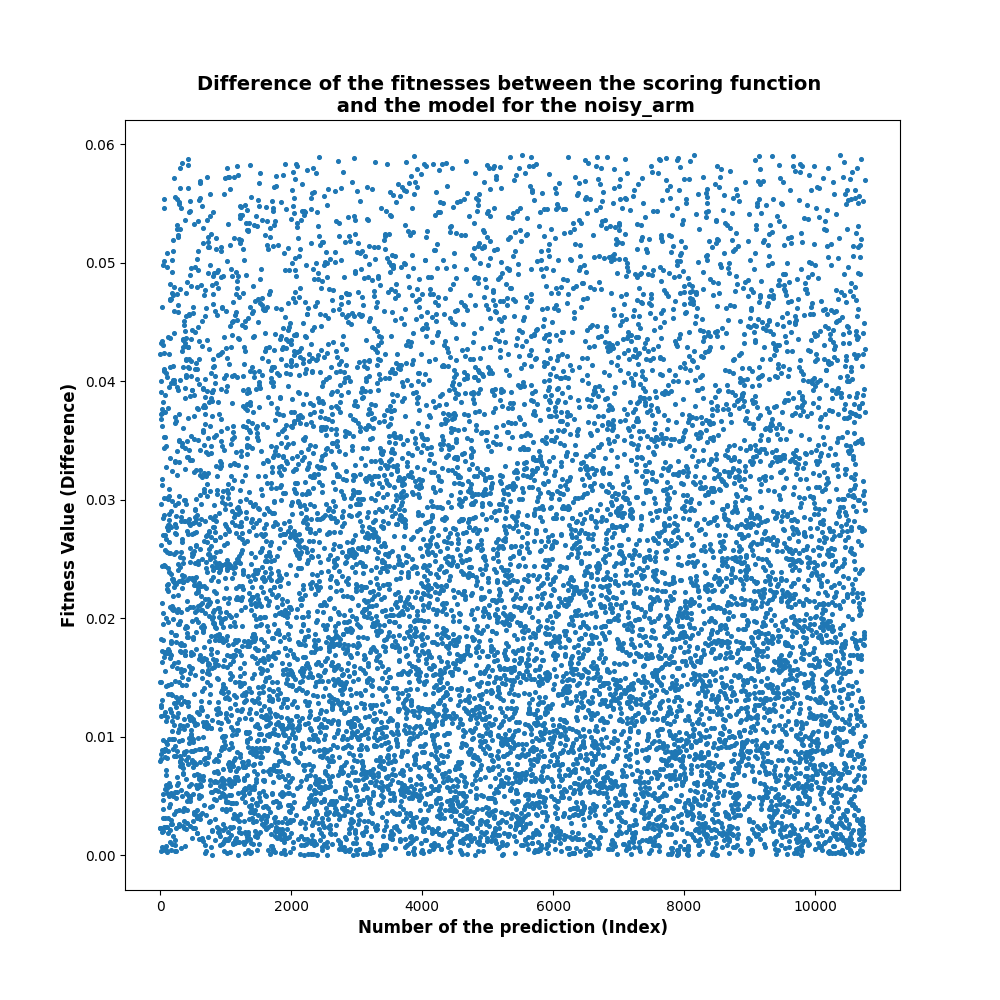 Difference of the fitnesses between the scoring function
and the model for the noisy_arm
0.06
0.05
0.04
0.03
0.02
0.01
0.00
Fitness Value (Difference)
0 2000 4000 6000 8000 10000
Number of the prediction (Index)